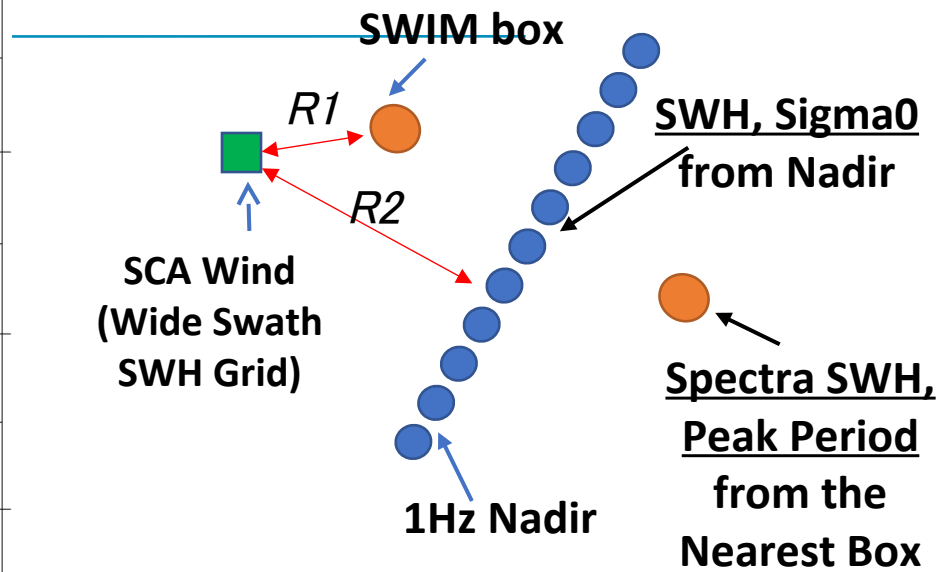 SWIM box
R1
SWH, Sigma0
from Nadir
R2
SCA Wind
(Wide Swath
SWH Grid)
Spectra SWH,
Peak Period
from the
Nearest Box
1Hz Nadir